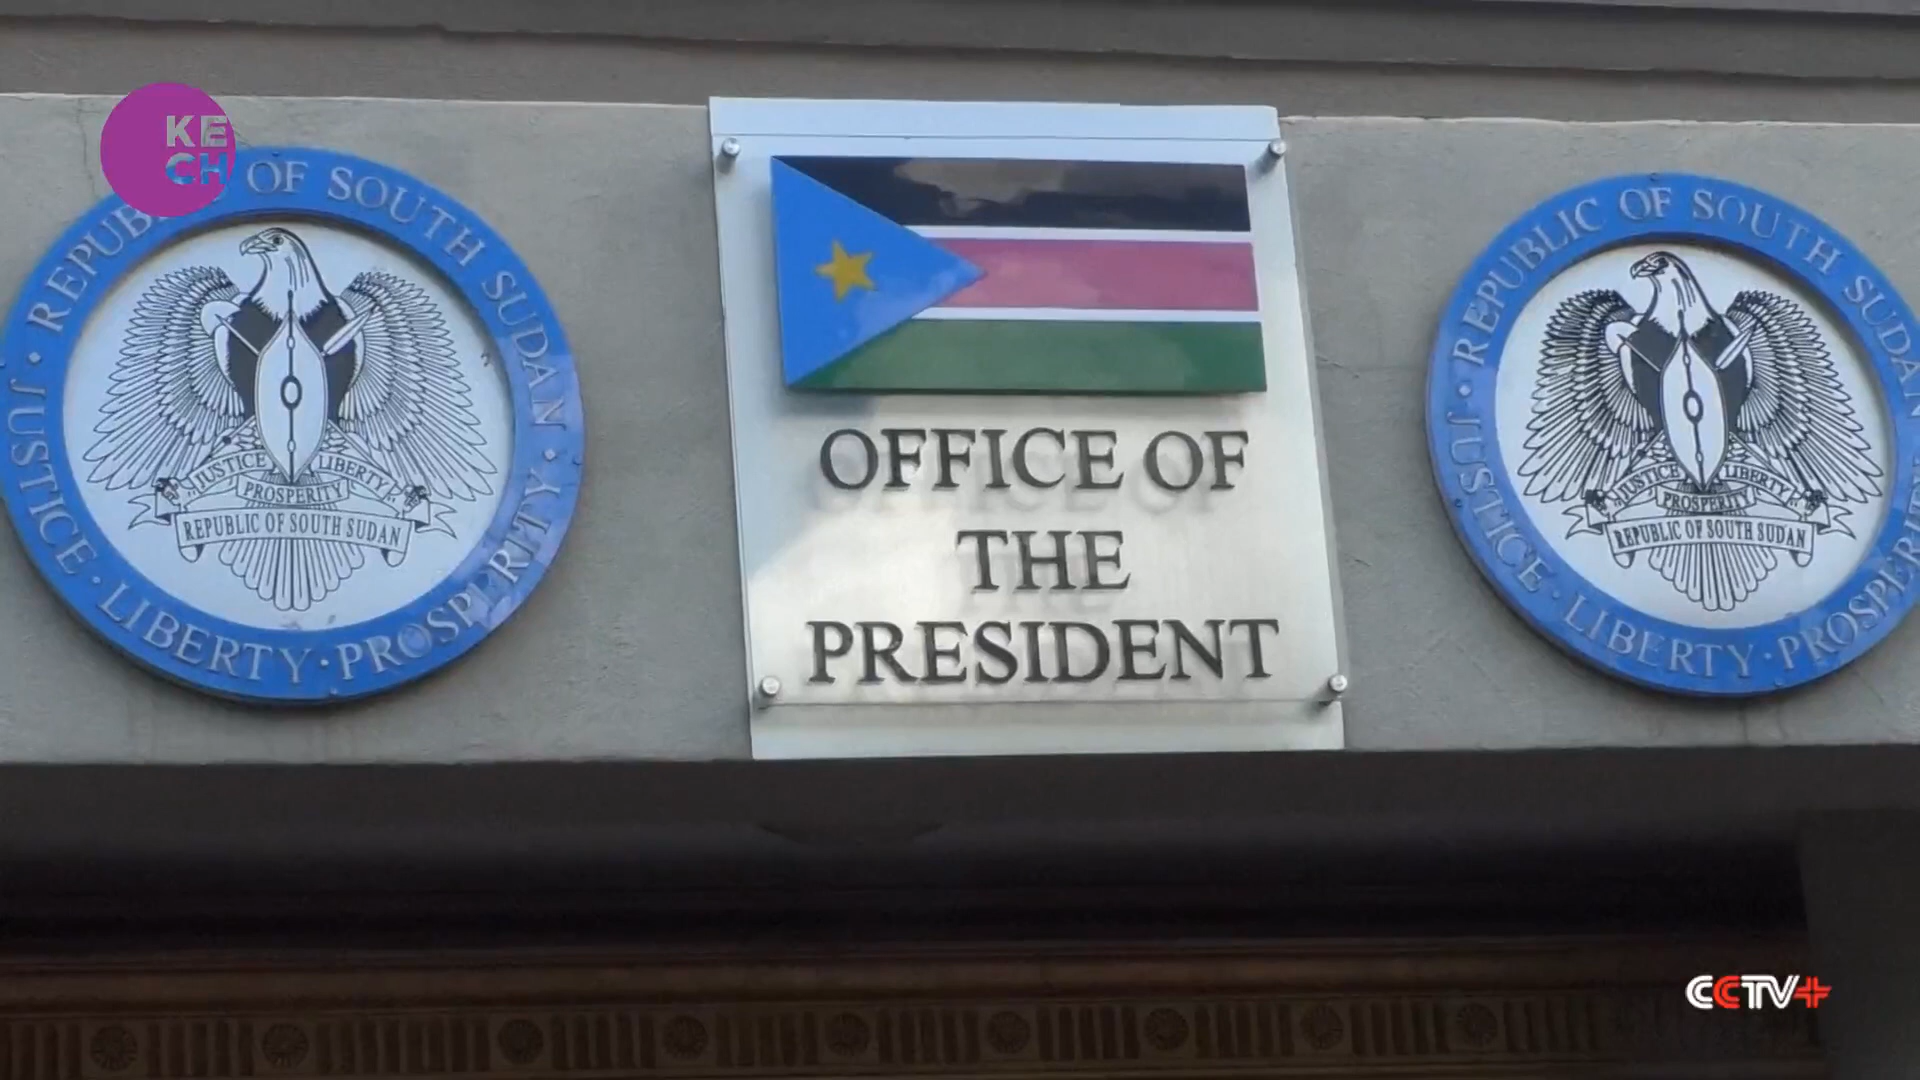 KE
CH
REPUBLIC OF SOUTH SUDAN
JUSTICE · LIBERTY · PROSPERITY ·
JUSTICE LIBERTY
PROSPERITY
REPUBLIC OF SOUTH SUDAN
OFFICE OF
THE
PRESIDENT
REPUBLIC OF SOUTH SUDAN
JUSTICE · LIBERTY · PROSPERITY
JUSTICE LIBERTY
PROSPERITY
REPUBLIC OF SOUTH SUDAN
CCTV+